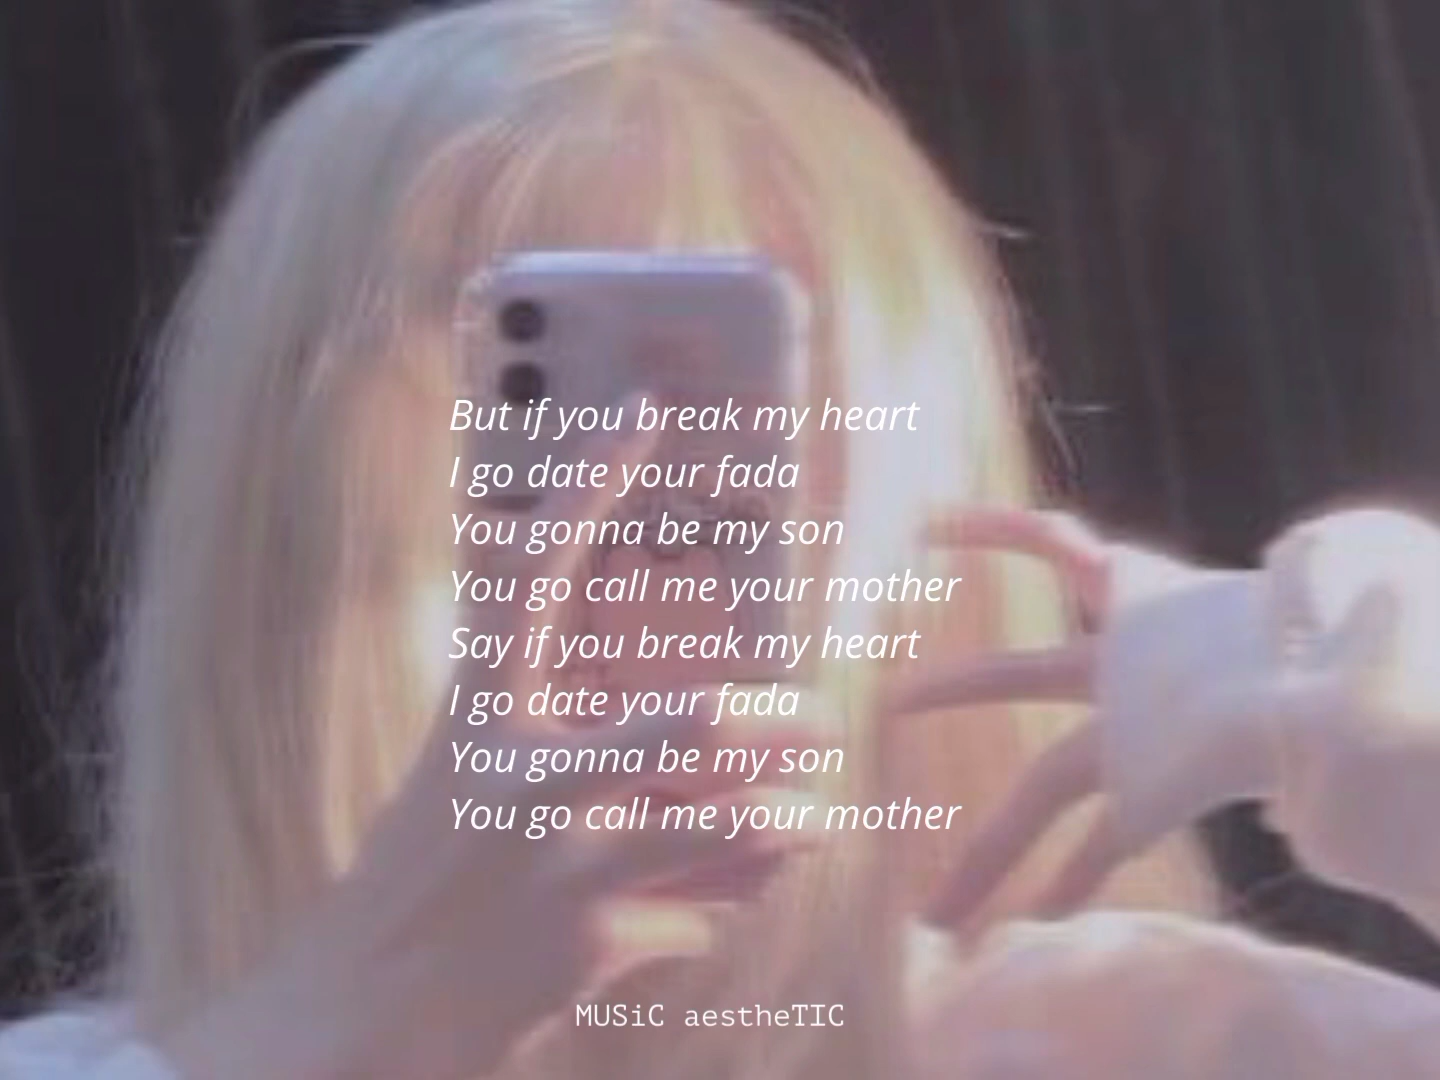 But if you break my heart
I go date your fada
You gonna be my son
You go call me your mother
Say if you break my heart
I go date your fada
You gonna be my son
You go call me your mother
MUSiC aestheTIC